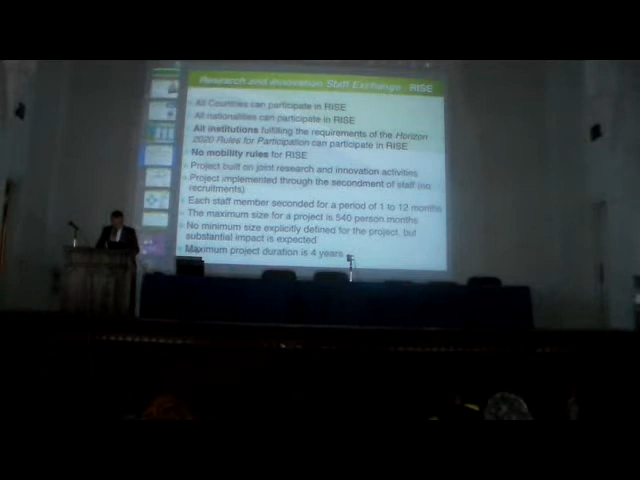 Research and Innovation Staff Exchange - RISE
All Countries can participate in RISE
All nationalities can participate in RISE
All institutions fulfilling the requirements of the Horizon
2020 Rules for Participation can participate in RISE
No mobility rules for RISE
Project built on joint research and innovation activities
Project implemented through the secondment of staff (no
recruitments)
Each staff member seconded for a period of 1 to 12 months
The maximum size for a project is 540 person months
No minimum size explicitly defined for the project, but
substantial impact is expected
Maximum project duration is 4 years